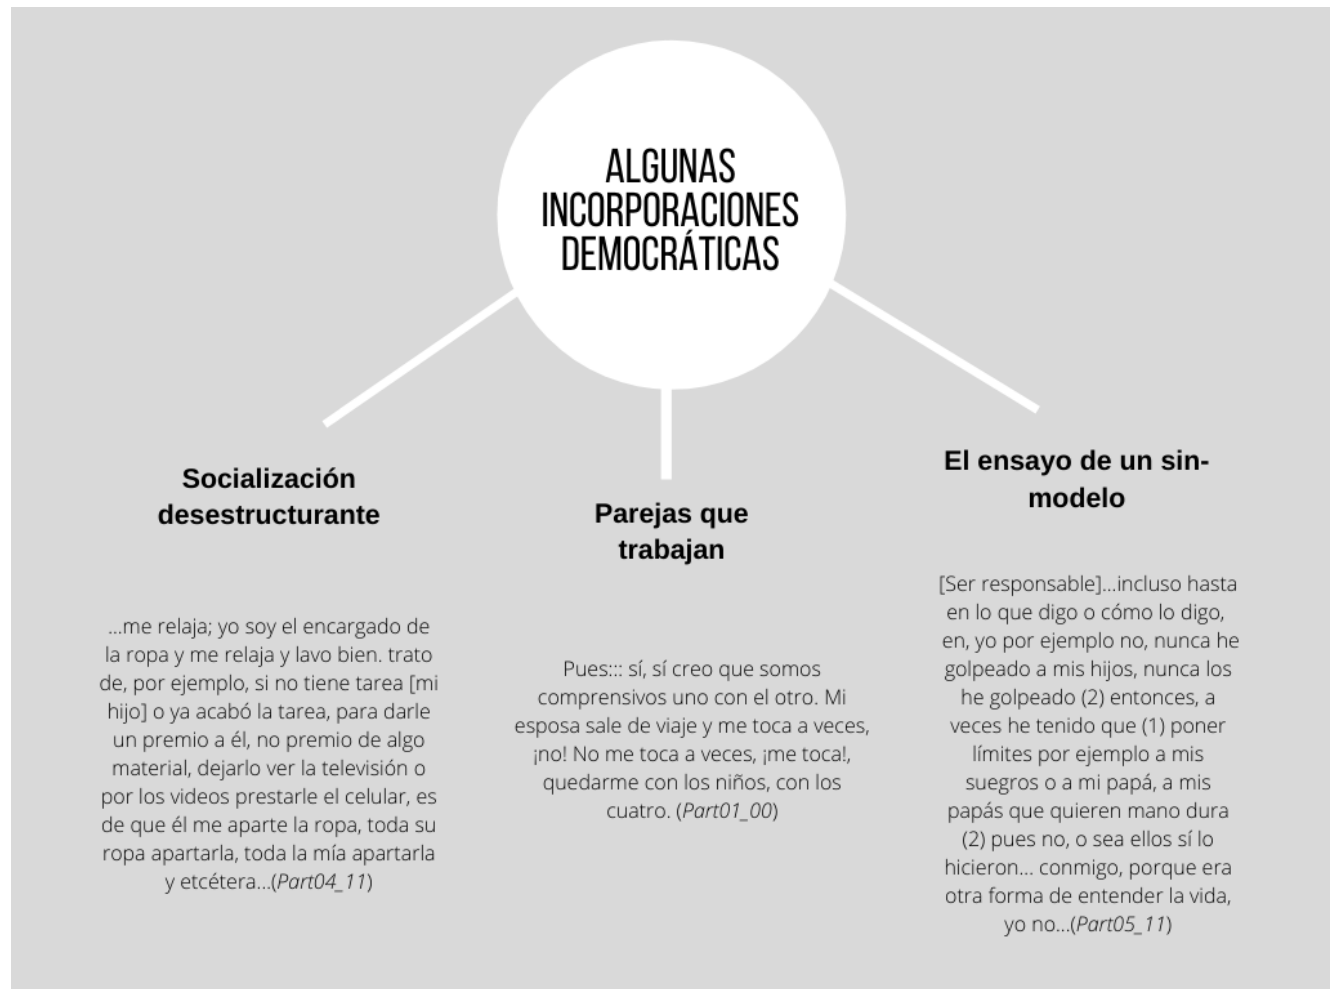 ALGUNAS
INCORPORACIONES
DEMOCRÁTICAS
Socialización
desestructurante
...me relaja; yo soy el encargado de
la ropa y me relaja y lavo bien. trato
de, por ejemplo, si no tiene tarea [mi
hijo] o ya acabó la tarea, para darle
un premio a él, no premio de algo
material, dejarlo ver la televisión o
por los videos prestarle el celular, es
de que él me aparte la ropa, toda su
ropa apartarla, toda la mía apartarla
y etcétera...(Part04_11)
Parejas que
trabajan
Pues::: sí, sí creo que somos
comprensivos uno con el otro. Mi
esposa sale de viaje y me toca a veces,
¡no! No me toca a veces, ¡me toca!,
quedarme con los niños, con los
cuatro. (Part01_00)
El ensayo de un sin-
modelo
[Ser responsable]...incluso hasta
en lo que digo o cómo lo digo,
en, yo por ejemplo no, nunca he
golpeado a mis hijos, nunca los
he golpeado (2) entonces, a
veces he tenido que (1) poner
límites por ejemplo a mis
suegros o a mi papá, a mis
papás que quieren mano dura
(2) pues no, o sea ellos sí lo
hicieron... conmigo, porque era
otra forma de entender la vida,
yo no...(Part05_11)